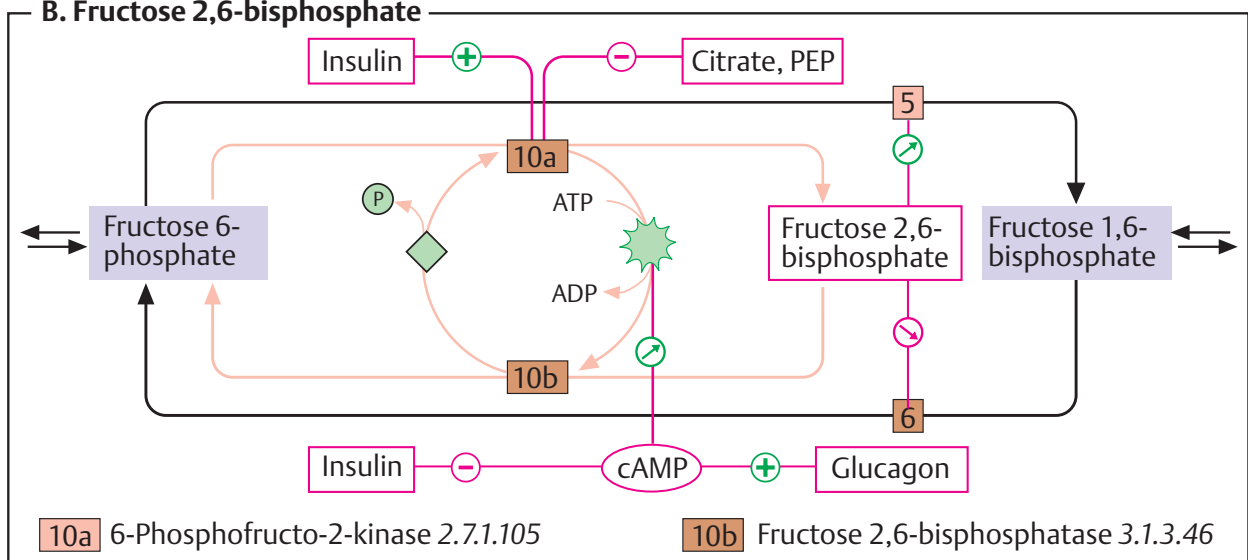 B. Fructose 2,6-bisphosphate
Insulin
+
−
Citrate, PEP
5
10a
P
ATP
Fructose 6-
phosphate
Fructose 2,6-
bisphosphate
Fructose 1,6-
bisphosphate
ADP
10b
6
Insulin
−
cAMP
+
Glucagon
10a 6-Phosphofructo-2-kinase 2.7.1.105
10b Fructose 2,6-bisphosphatase 3.1.3.46